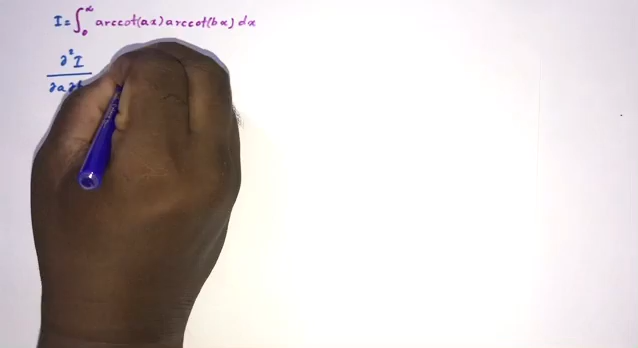 I = ∫₀^∞ arccot(ax) arccot(bx) dx
∂²I
∂a∂b